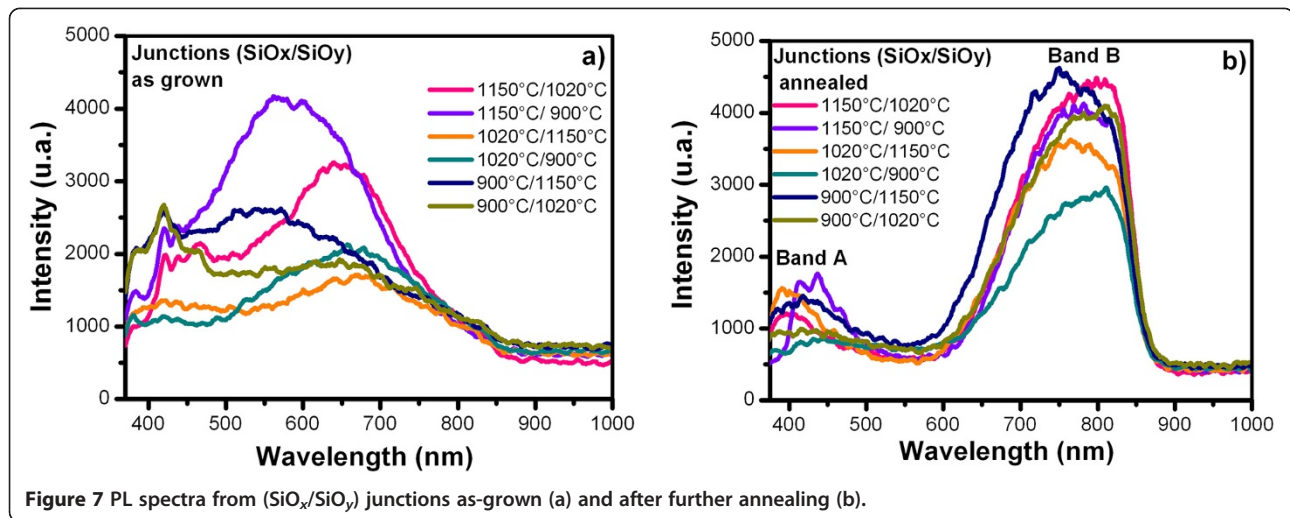 Junctions (SiOx/SiOy)
as grown
a)
1150°C/1020°C
1150°C/ 900°C
1020°C/1150°C
1020°C/900°C
900°C/1150°C
900°C/1020°C
Intensity (u.a.)
5000
4000
3000
2000
1000
0
400 500 600 700 800 900 1000
Wavelength (nm)
Junctions (SiOx/SiOy)
annealed
Band B
b)
1150°C/1020°C
1150°C/ 900°C
1020°C/1150°C
1020°C/900°C
900°C/1150°C
900°C/1020°C
Band A
Intensity (u.a.)
5000
4000
3000
2000
1000
0
400 500 600 700 800 900 1000
Wavelength (nm)
Figure 7 PL spectra from (SiOx/SiOy) junctions as-grown (a) and after further annealing (b).